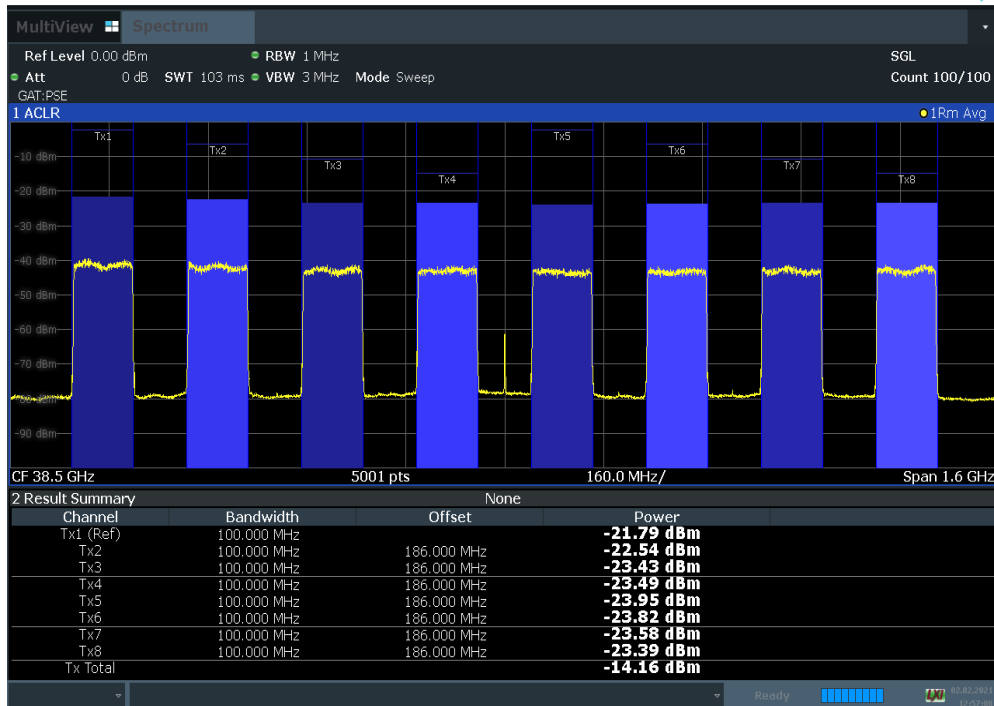 MultiView Spectrum
Ref Level 0.00 dBm RBW 1 MHz SGL
Att 0 dB SWT 103 ms VBW 3 MHz Mode Sweep Count 100/100
GAT:PSE
1 ACLR 1Rm Avg
Tx1 Tx5
Tx2 Tx6
-10 dBm
Tx3 Tx7
Tx4 Tx8
-20 dBm
-30 dBm
-40 dBm
-50 dBm
-60 dBm
-70 dBm
-80 dBm
-90 dBm
CF 38.5 GHz 5001 pts 160.0 MHz/ Span 1.6 GHz
2 Result Summary None
Channel Bandwidth Offset Power
Tx1 (Ref) 100.000 MHz -21.79 dBm
Tx2 100.000 MHz 186.000 MHz -22.54 dBm
Tx3 100.000 MHz 186.000 MHz -23.43 dBm
Tx4 100.000 MHz 186.000 MHz -23.49 dBm
Tx5 100.000 MHz 186.000 MHz -23.95 dBm
Tx6 100.000 MHz 186.000 MHz -23.82 dBm
Tx7 100.000 MHz 186.000 MHz -23.58 dBm
Tx8 100.000 MHz 186.000 MHz -23.39 dBm
Tx Total -14.16 dBm
Ready LXI 02.02.2021
12:57:00